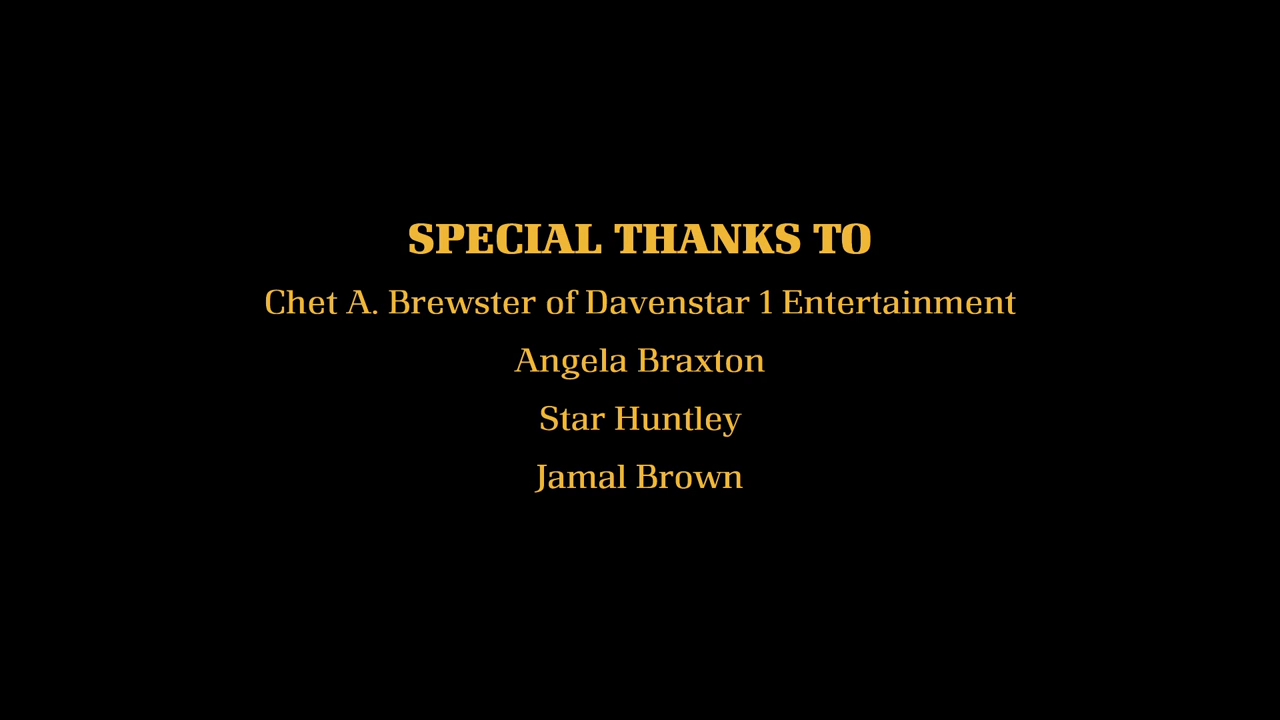 SPECIAL THANKS TO
Chet A. Brewster of Davenstar 1 Entertainment
Angela Braxton
Star Huntley
Jamal Brown